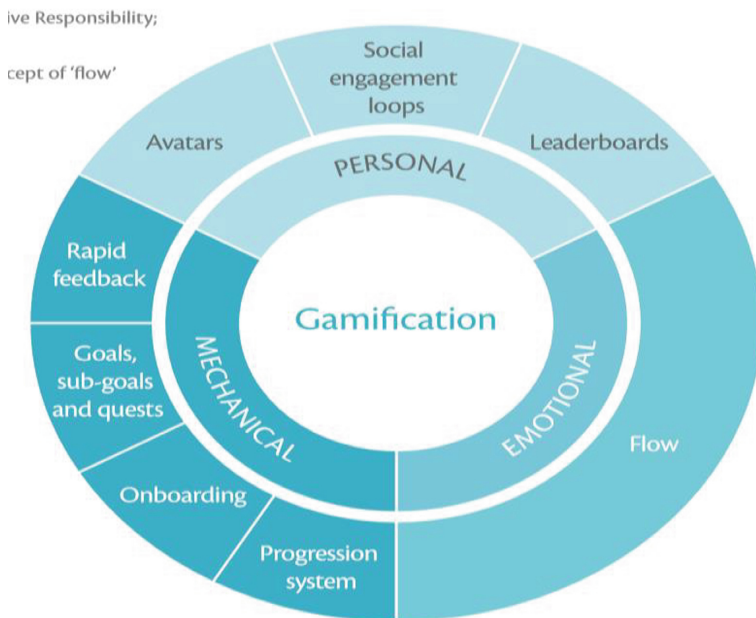 ive Responsibility;
cept of ‘flow’
Social
engagement
loops
Avatars
Leaderboards
PERSONAL
Rapid
feedback
Gamification
Goals,
sub-goals
and quests
MECHANICAL
EMOTIONAL
Flow
Onboarding
Progression
system